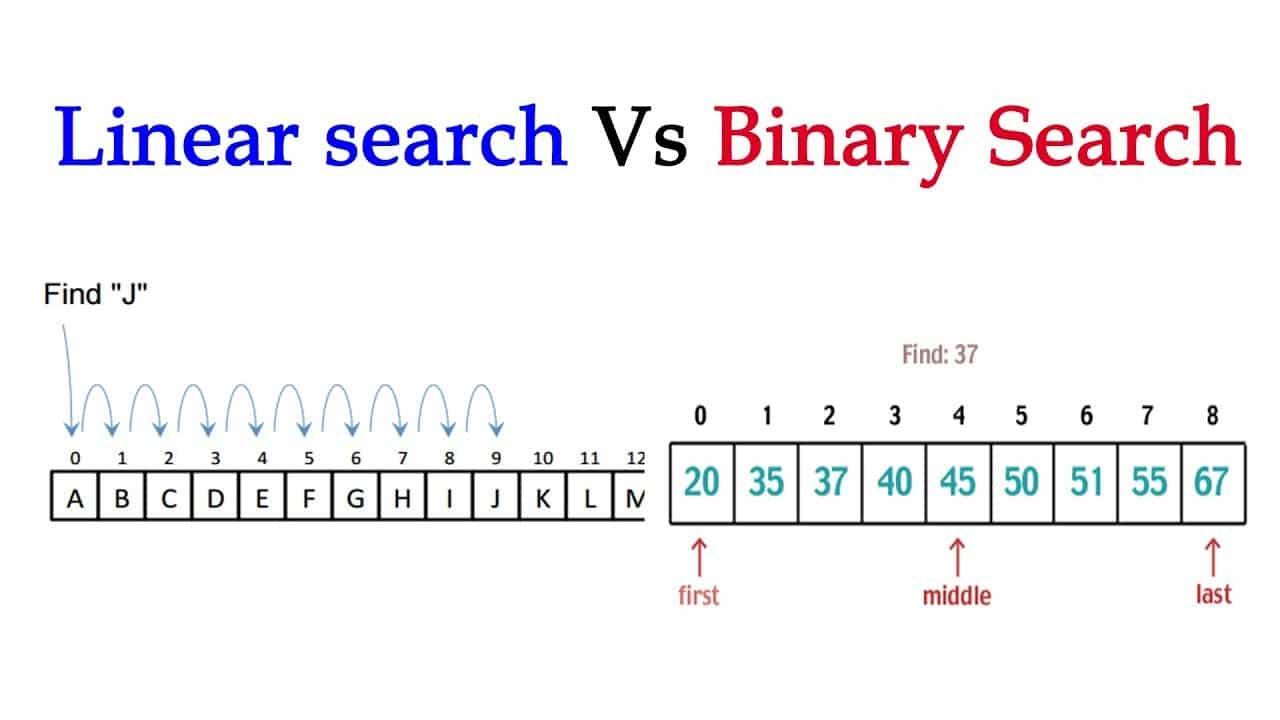 Linear search Vs Binary Search
Find "J"
0 1 2 3 4 5 6 7 8 9 10 11 12
A B C D E F G H I J K L M
Find: 37
0 1 2 3 4 5 6 7 8
20 35 37 40 45 50 51 55 67
first middle last